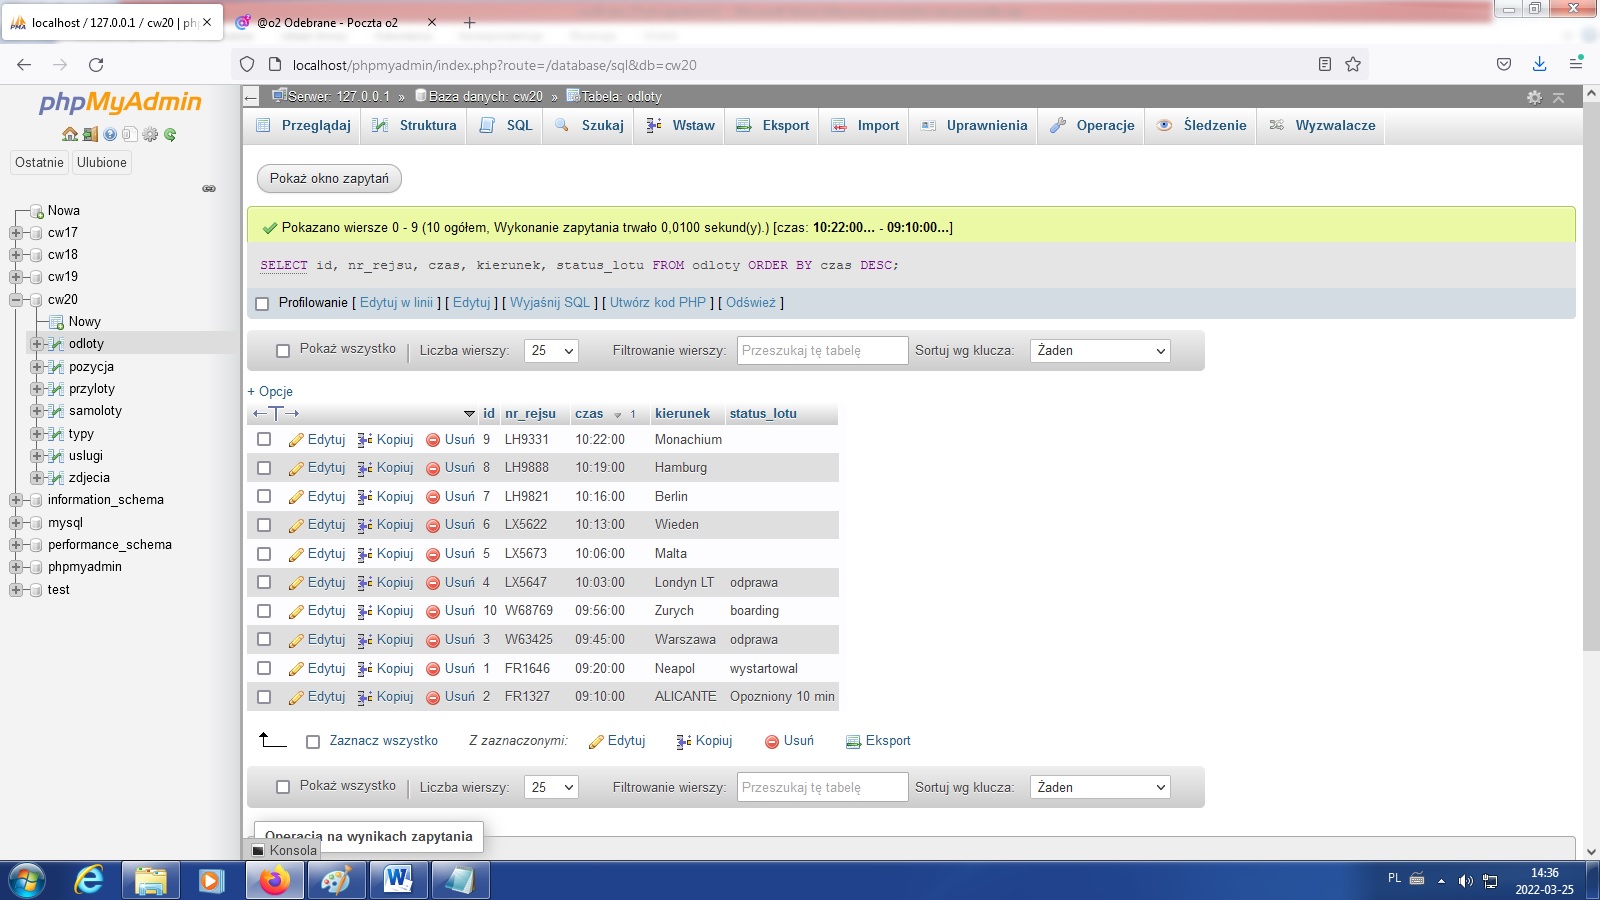 localhost / 127.0.0.1 / cw20 | ph
@o2 Odebrane - Poczta o2
localhost/phpmyadmin/index.php?route=/database/sql&db=cw20
phpMyAdmin
Ostatnie Ulubione
Nowa
cw17
cw18
cw19
cw20
Nowy
odloty
pozycja
przyloty
samoloty
typy
uslugi
zdjecia
information_schema
mysql
performance_schema
phpmyadmin
test
Serwer: 127.0.0.1 » Baza danych: cw20 » Tabela: odloty
Przeglądaj Struktura SQL Szukaj Wstaw Eksport Import Uprawnienia Operacje Śledzenie Wyzwalacze
Pokaż okno zapytań
Pokazano wiersze 0 - 9 (10 ogółem, Wykonanie zapytania trwało 0,0100 sekund(y).) [czas: 10:22:00... - 09:10:00...]
SELECT id, nr_rejsu, czas, kierunek, status_lotu FROM odloty ORDER BY czas DESC;
Profilowanie [ Edytuj w linii ] [ Edytuj ] [ Wyjaśnij SQL ] [ Utwórz kod PHP ] [ Odśwież ]
Pokaż wszystko | Liczba wierszy: 25 Filtrowanie wierszy: Przeszukaj tę tabelę Sortuj wg klucza: Żaden
+ Opcje
←T→ id nr_rejsu czas 1 kierunek status_lotu
Edytuj Kopiuj Usuń 9 LH9331 10:22:00 Monachium
Edytuj Kopiuj Usuń 8 LH9888 10:19:00 Hamburg
Edytuj Kopiuj Usuń 7 LH9821 10:16:00 Berlin
Edytuj Kopiuj Usuń 6 LX5622 10:13:00 Wieden
Edytuj Kopiuj Usuń 5 LX5673 10:06:00 Malta
Edytuj Kopiuj Usuń 4 LX5647 10:03:00 Londyn LT odprawa
Edytuj Kopiuj Usuń 10 W68769 09:56:00 Zurych boarding
Edytuj Kopiuj Usuń 3 W63425 09:45:00 Warszawa odprawa
Edytuj Kopiuj Usuń 1 FR1646 09:20:00 Neapol wystartowal
Edytuj Kopiuj Usuń 2 FR1327 09:10:00 ALICANTE Opozniony 10 min
Zaznacz wszystko Z zaznaczonymi: Edytuj Kopiuj Usuń Eksport
Pokaż wszystko | Liczba wierszy: 25 Filtrowanie wierszy: Przeszukaj tę tabelę Sortuj wg klucza: Żaden
Operacja na wynikach zapytania
Konsola
PL
14:36
2022-03-25